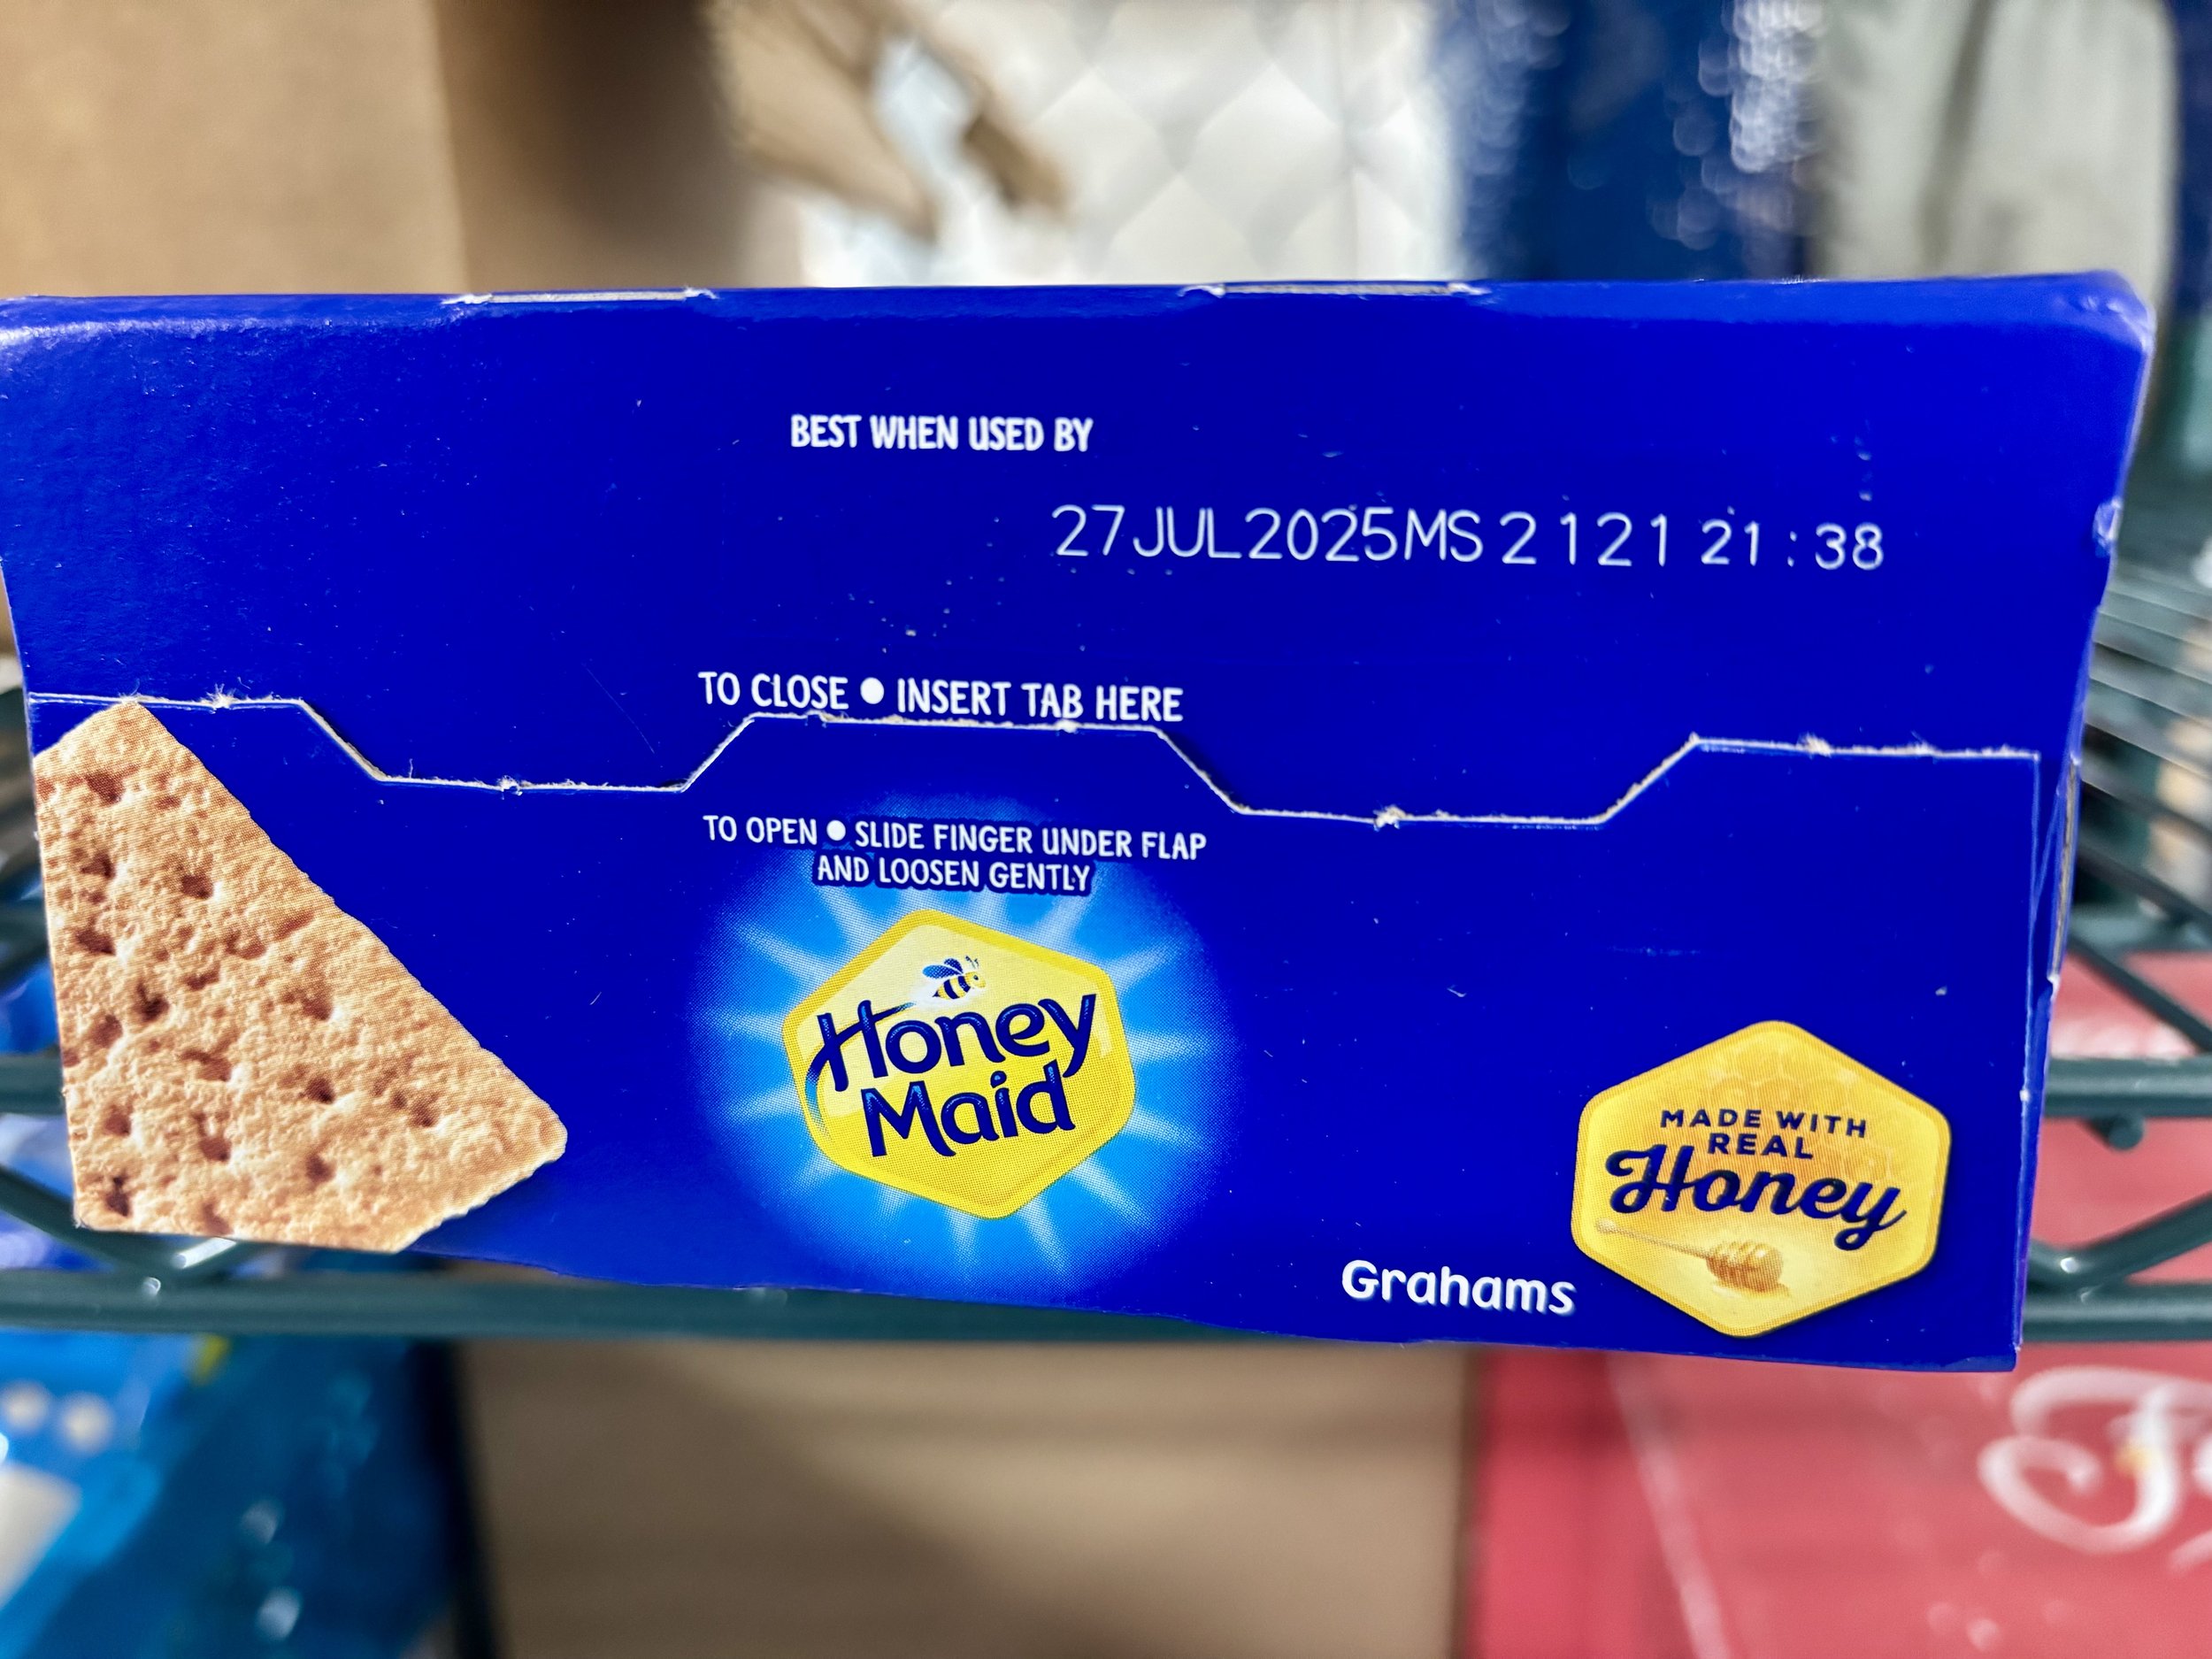 BEST WHEN USED BY
27JUL2025MS 2 121 21:38
TO CLOSE ● INSERT TAB HERE
TO OPEN ● SLIDE FINGER UNDER FLAP
AND LOOSEN GENTLY
Honey
Maid
MADE WITH
REAL
Honey
Grahams